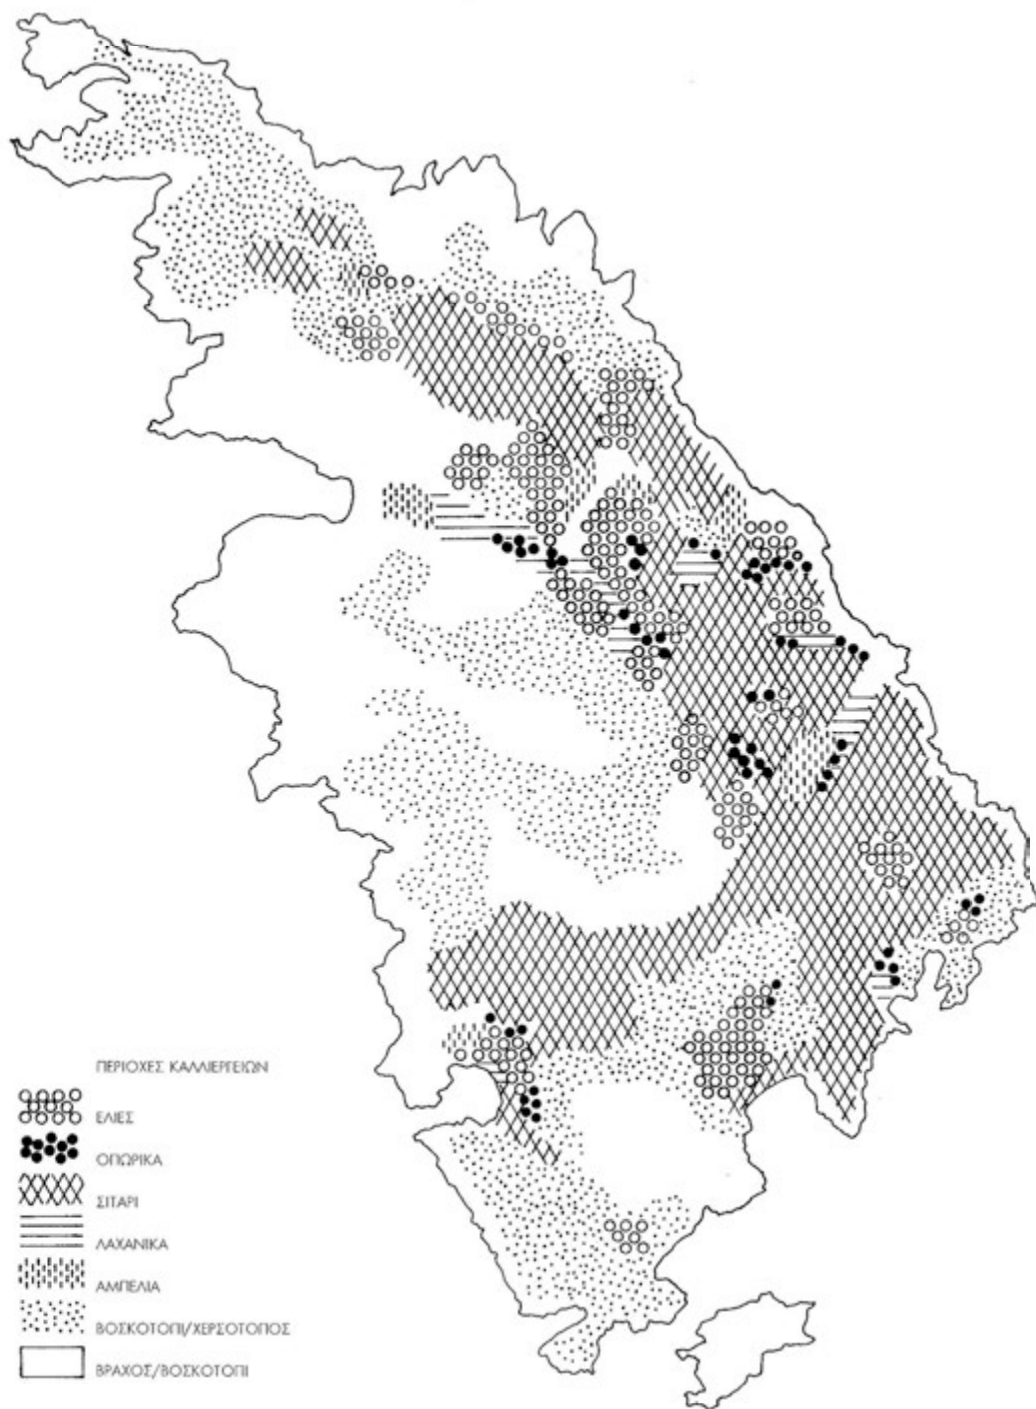 ΠΕΡΙΟΧΕΣ ΚΑΛΛΙΕΡΓΕΙΩΝ
ΕΛΙΕΣ
ΟΠΩΡΙΚΑ
ΣΙΤΑΡΙ
ΛΑΧΑΝΙΚΑ
ΑΜΠΕΛΙΑ
ΒΟΣΚΟΤΟΠΙ/ΧΕΡΣΟΤΟΠΟΣ
ΒΡΑΧΟΣ/ΒΟΣΚΟΤΟΠΙ